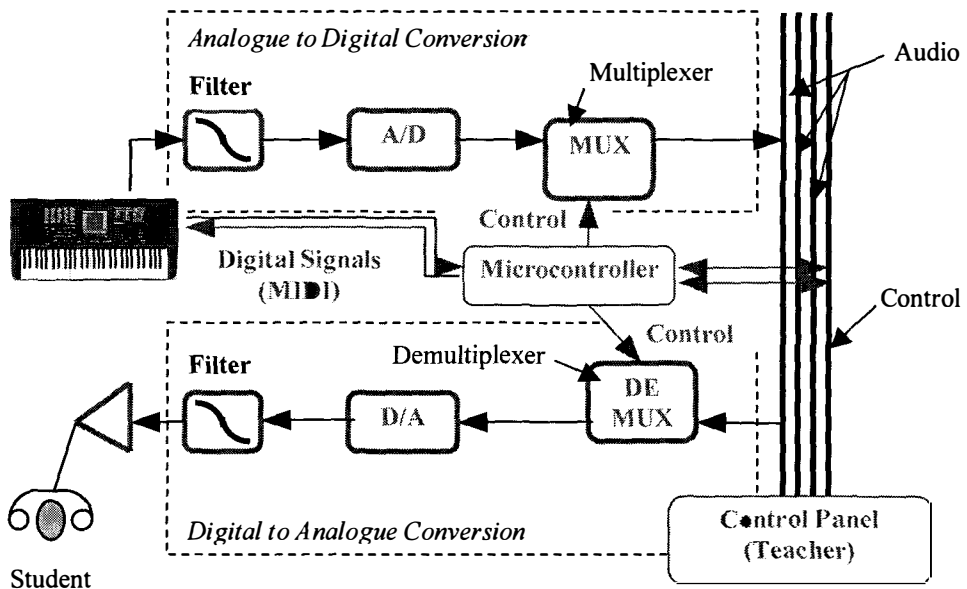 Analogue to Digital Conversion
Audio
Multiplexer
Filter
A/D
MUX
Control
Digital Signals
(MIDI)
Microcontroller
Control
Control
Demultiplexer
Filter
D/A
DE
MUX
Digital to Analogue Conversion
Control Panel
(Teacher)
Student